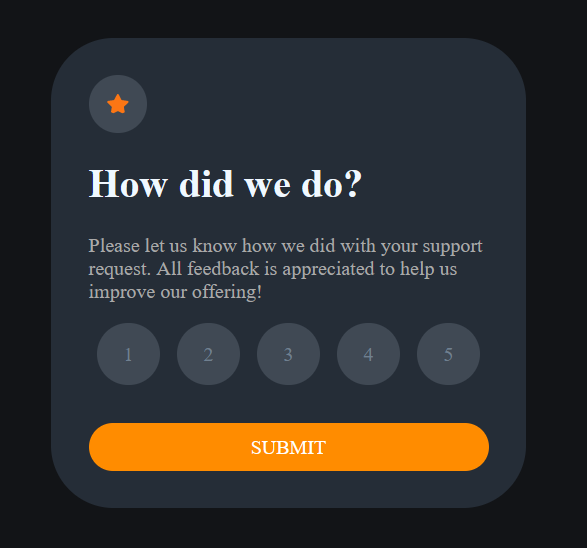 How did we do?
Please let us know how we did with your support
request. All feedback is appreciated to help us
improve our offering!
1 2 3 4 5
SUBMIT